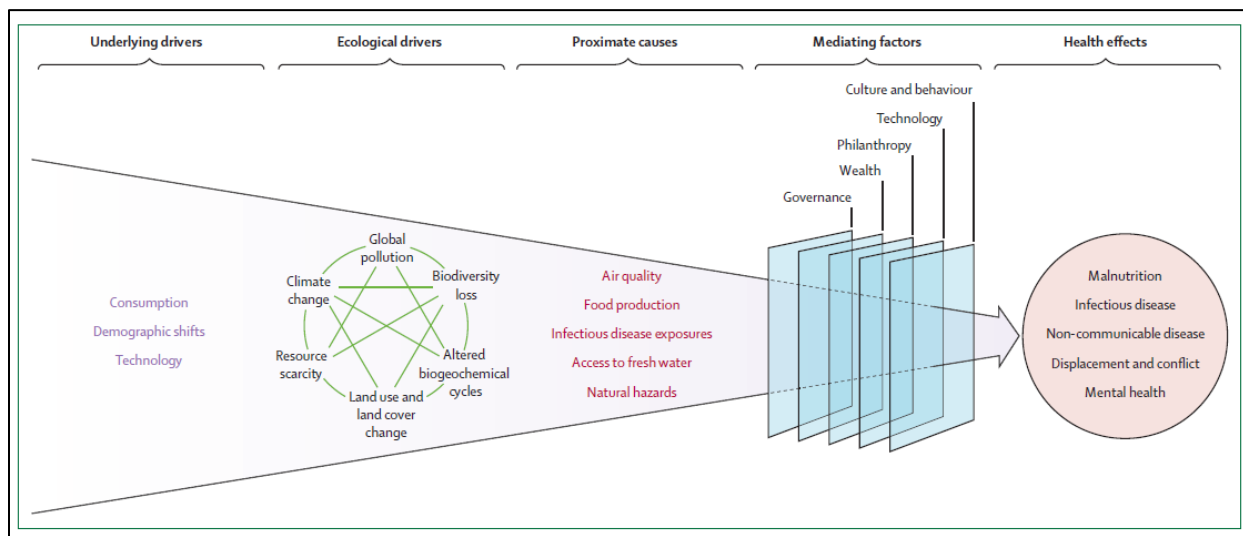 Underlying drivers
Ecological drivers
Proximate causes
Mediating factors
Health effects
Culture and behaviour
Technology
Philanthropy
Wealth
Governance
Consumption
Demographic shifts
Technology
Global
pollution
Biodiversity
loss
Climate
change
Altered
biogeochemical
cycles
Resource
scarcity
Land use and
land cover
change
Air quality
Food production
Infectious disease exposures
Access to fresh water
Natural hazards
Malnutrition
Infectious disease
Non-communicable disease
Displacement and conflict
Mental health